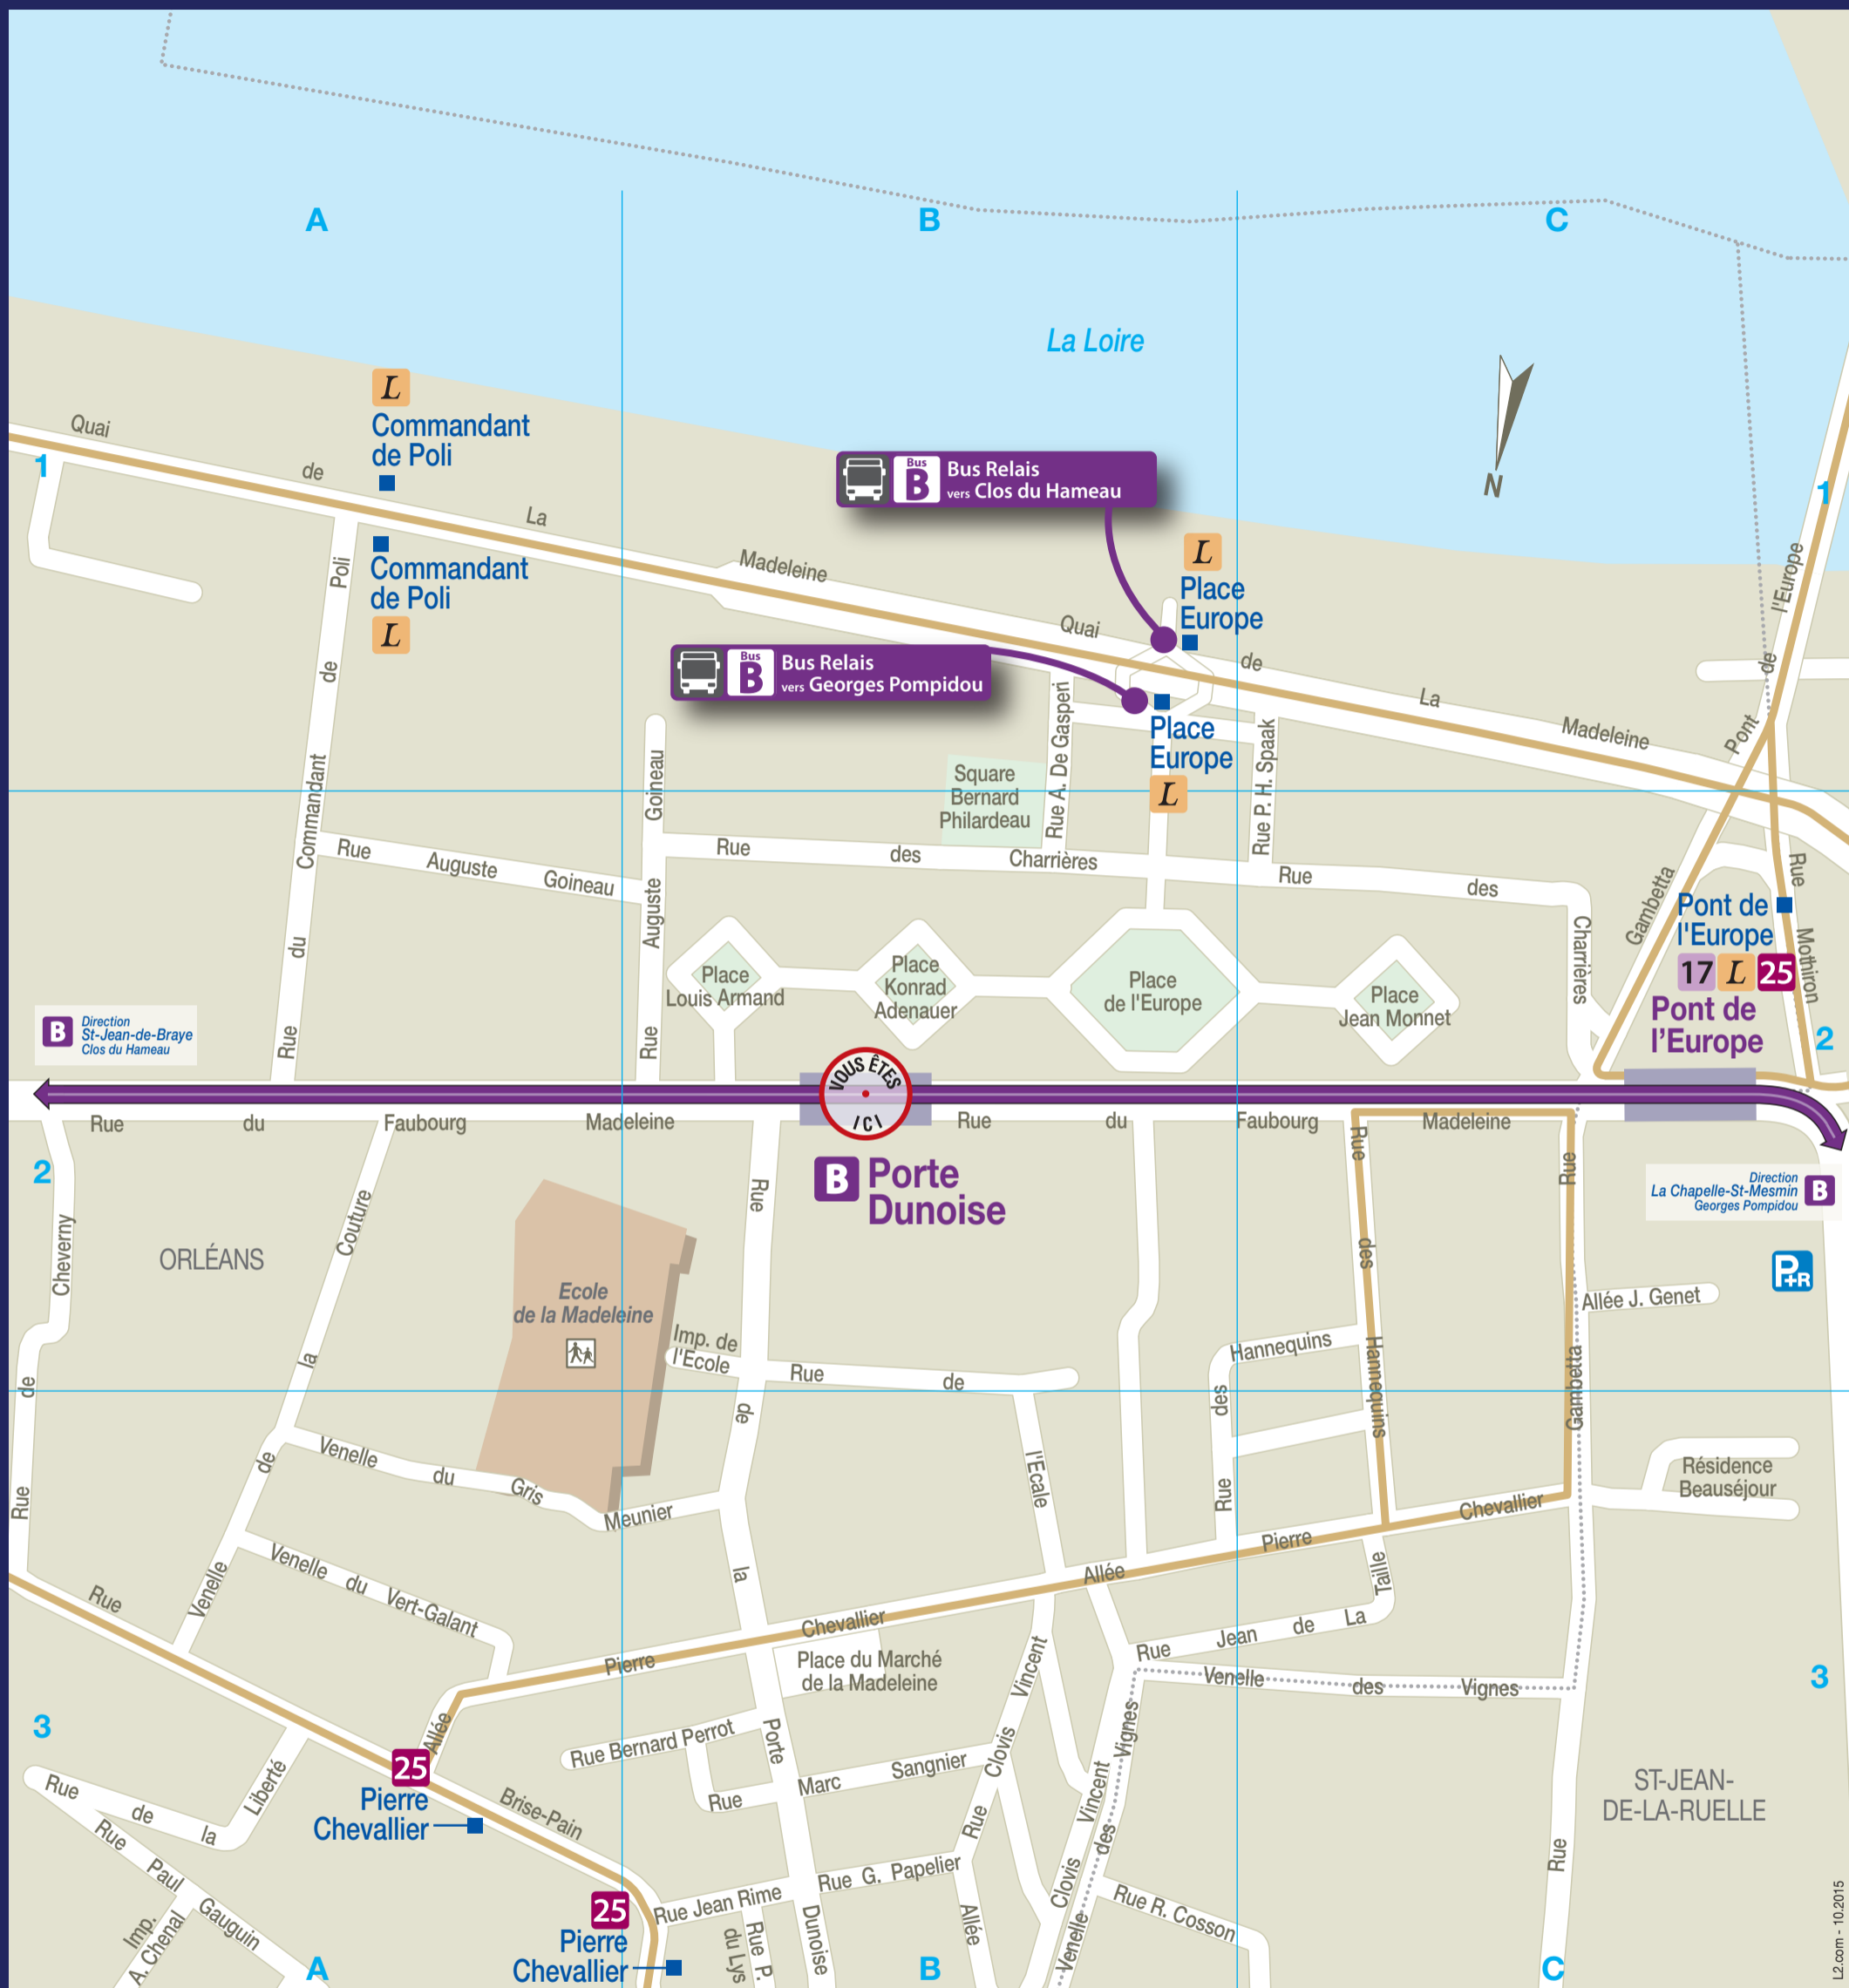 A
B
C
La Loire
L
Commandant
de Poli
Quai
de
La
Madeleine
1
Bus
B
Bus Relais
vers Clos du Hameau
N
1
Commandant
de Poli
L
Poli
de
Commandant
du
Rue
L
Place
Europe
Quai
de
La
Madeleine
Bus
B
Bus Relais
vers Georges Pompidou
Place
Europe
L
Pont
de
l'Europe
Square
Bernard
Philardeau
Rue A. De Gasperi
Rue P. H. Spaak
Goineau
Auguste
Rue
Rue
Auguste
Goineau
Rue
des
Charrières
Rue
des
Charrières
Gambetta
Rue
Mothiron
Pont de
l'Europe
17
L
25
Pont de
l'Europe
2
Place
Louis Armand
Place
Konrad
Adenauer
Place
de l'Europe
Place
Jean Monnet
B
Direction
St-Jean-de-Braye
Clos du Hameau
VOUS ÊTES
ICI
Rue
du
Faubourg
Madeleine
Rue
du
Faubourg
Madeleine
B
Porte
Dunoise
Direction
La Chapelle-St-Mesmin
Georges Pompidou
B
P+R
2
ORLÉANS
Cheverny
de
Rue
Couture
la
de
Venelle
Ecole
de la Madeleine
Imp. de
l'Ecole
Rue
de
l'Ecale
Rue
de
la
Porte
Dunoise
Hannequins
des
Rue
Rue
des
Hannequins
Rue
Gambetta
Allée J. Genet
Résidence
Beauséjour
Venelle
du
Gris
Meunier
Venelle
du
Vert-Galant
Rue
Brise-Pain
Allée
Pierre
Chevallier
Allée
Pierre
Chevallier
Taille
Rue
Jean
de
La
Venelle
des
Vignes
Place du Marché
de la Madeleine
Rue Bernard Perrot
Rue
Marc
Sangnier
Vincent
Clovis
Rue
Vincent
Clovis
Vignes
des
Venelle
3
3
25
Pierre
Chevallier
Rue
de
la
Liberté
Rue
Paul
Gauguin
Imp.
A. Chenal
25
Pierre
Chevallier
Rue Jean Rime
Rue G. Papelier
Rue P.
du Lys
Allée
Rue R. Cosson
Rue
ST-JEAN-
DE-LA-RUELLE
A
B
C
L2.com - 10.2015